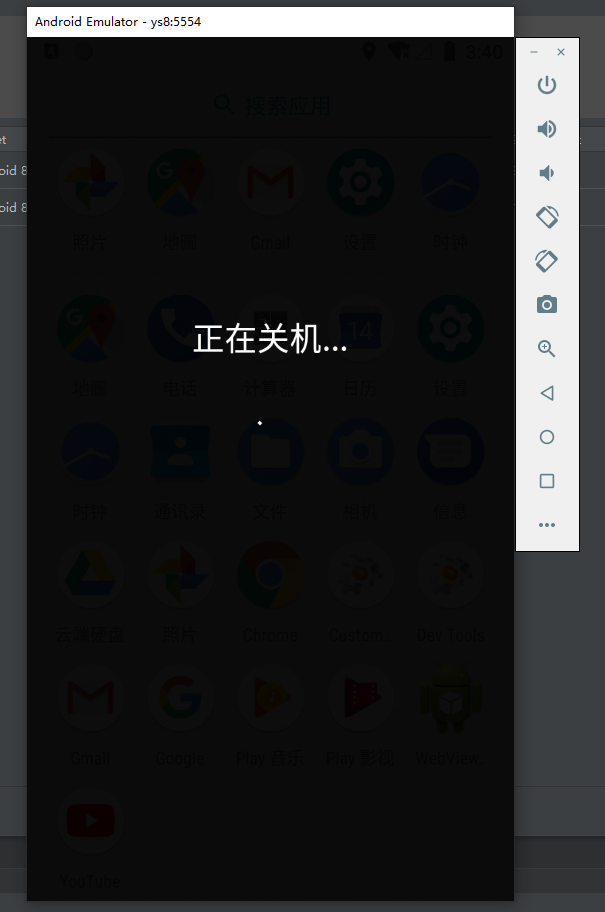 Android Emulator - ys8:5554
3:40
et
搜索应用
oid 8
oid 8
照片 地图 Gmail 设置 时钟
正在关机...
14
地图 电话 计算器 日历 设置
时钟 通讯录 文件 相机 信息
云端硬盘 照片 Chrome Custom... Dev Tools
Gmail Google Play 音乐 Play 影视 WebView..
YouTube